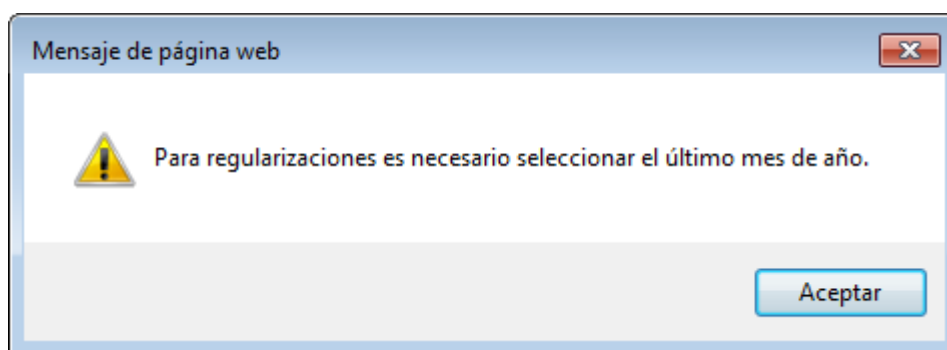 Mensaje de página web
Para regularizaciones es necesario seleccionar el último mes de año.
Aceptar